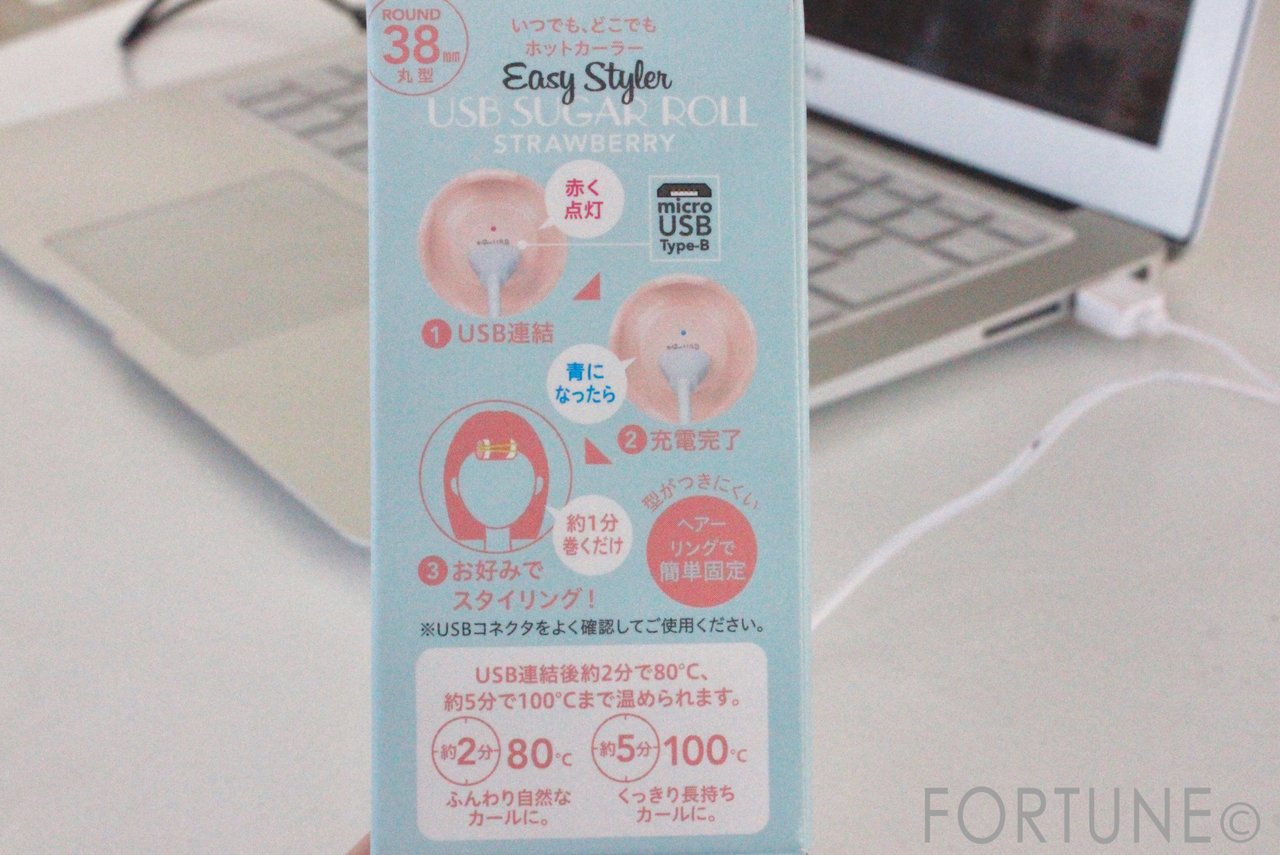 ROUND
38mm
丸型
いつでも、どこでも
ホットカーラー
Easy Styler
USB SUGAR ROLL
STRAWBERRY
赤く
点灯
micro
USB
Type-B
1 USB連結
青に
なったら
2 充電完了
型がつきにくい
ヘアー
リングで
簡単固定
約1分
巻くだけ
3 お好みで
スタイリング!
※USBコネクタをよく確認してご使用ください。
USB連結後約2分で80℃、
約5分で100℃まで温められます。
約2分 80℃ 約5分 100℃
ふんわり自然な
カールに。
くっきり長持ち
カールに。
FORTUNE©